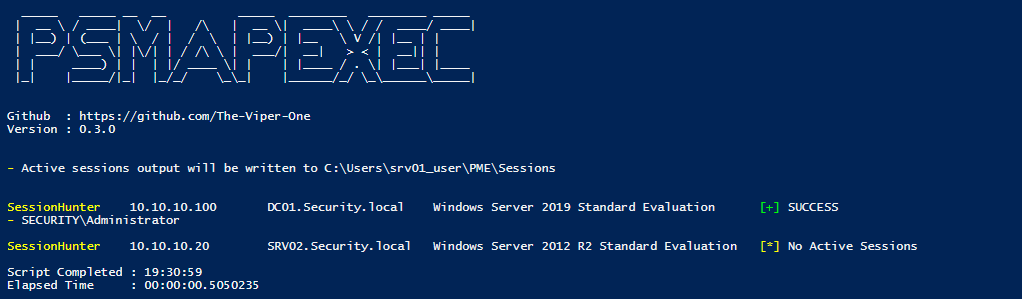 PSMAPEXEC
Github  : https://github.com/The-Viper-One
Version : 0.3.0
- Active sessions output will be written to C:\Users\srv01_user\PME\Sessions
SessionHunter    10.10.10.100       DC01.Security.local    Windows Server 2019 Standard Evaluation      [+] SUCCESS
- SECURITY\Administrator
SessionHunter    10.10.10.20        SRV02.Security.local   Windows Server 2012 R2 Standard Evaluation   [*] No Active Sessions
Script Completed : 19:30:59
Elapsed Time     : 00:00:00.5050235